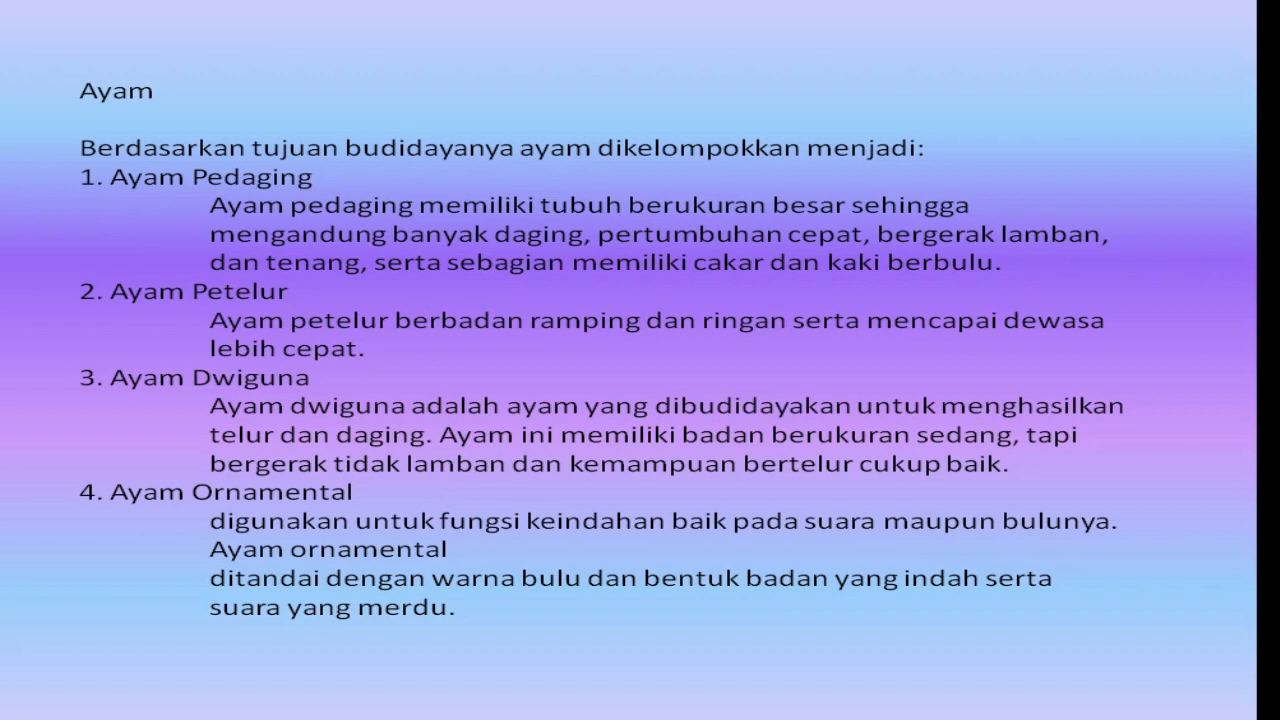 Ayam
Berdasarkan tujuan budidayanya ayam dikelompokkan menjadi:
1. Ayam Pedaging
Ayam pedaging memiliki tubuh berukuran besar sehingga
mengandung banyak daging, pertumbuhan cepat, bergerak lamban,
dan tenang, serta sebagian memiliki cakar dan kaki berbulu.
2. Ayam Petelur
Ayam petelur berbadan ramping dan ringan serta mencapai dewasa
lebih cepat.
3. Ayam Dwiguna
Ayam dwiguna adalah ayam yang dibudidayakan untuk menghasilkan
telur dan daging. Ayam ini memiliki badan berukuran sedang, tapi
bergerak tidak lamban dan kemampuan bertelur cukup baik.
4. Ayam Ornamental
digunakan untuk fungsi keindahan baik pada suara maupun bulunya.
Ayam ornamental
ditandai dengan warna bulu dan bentuk badan yang indah serta
suara yang merdu.